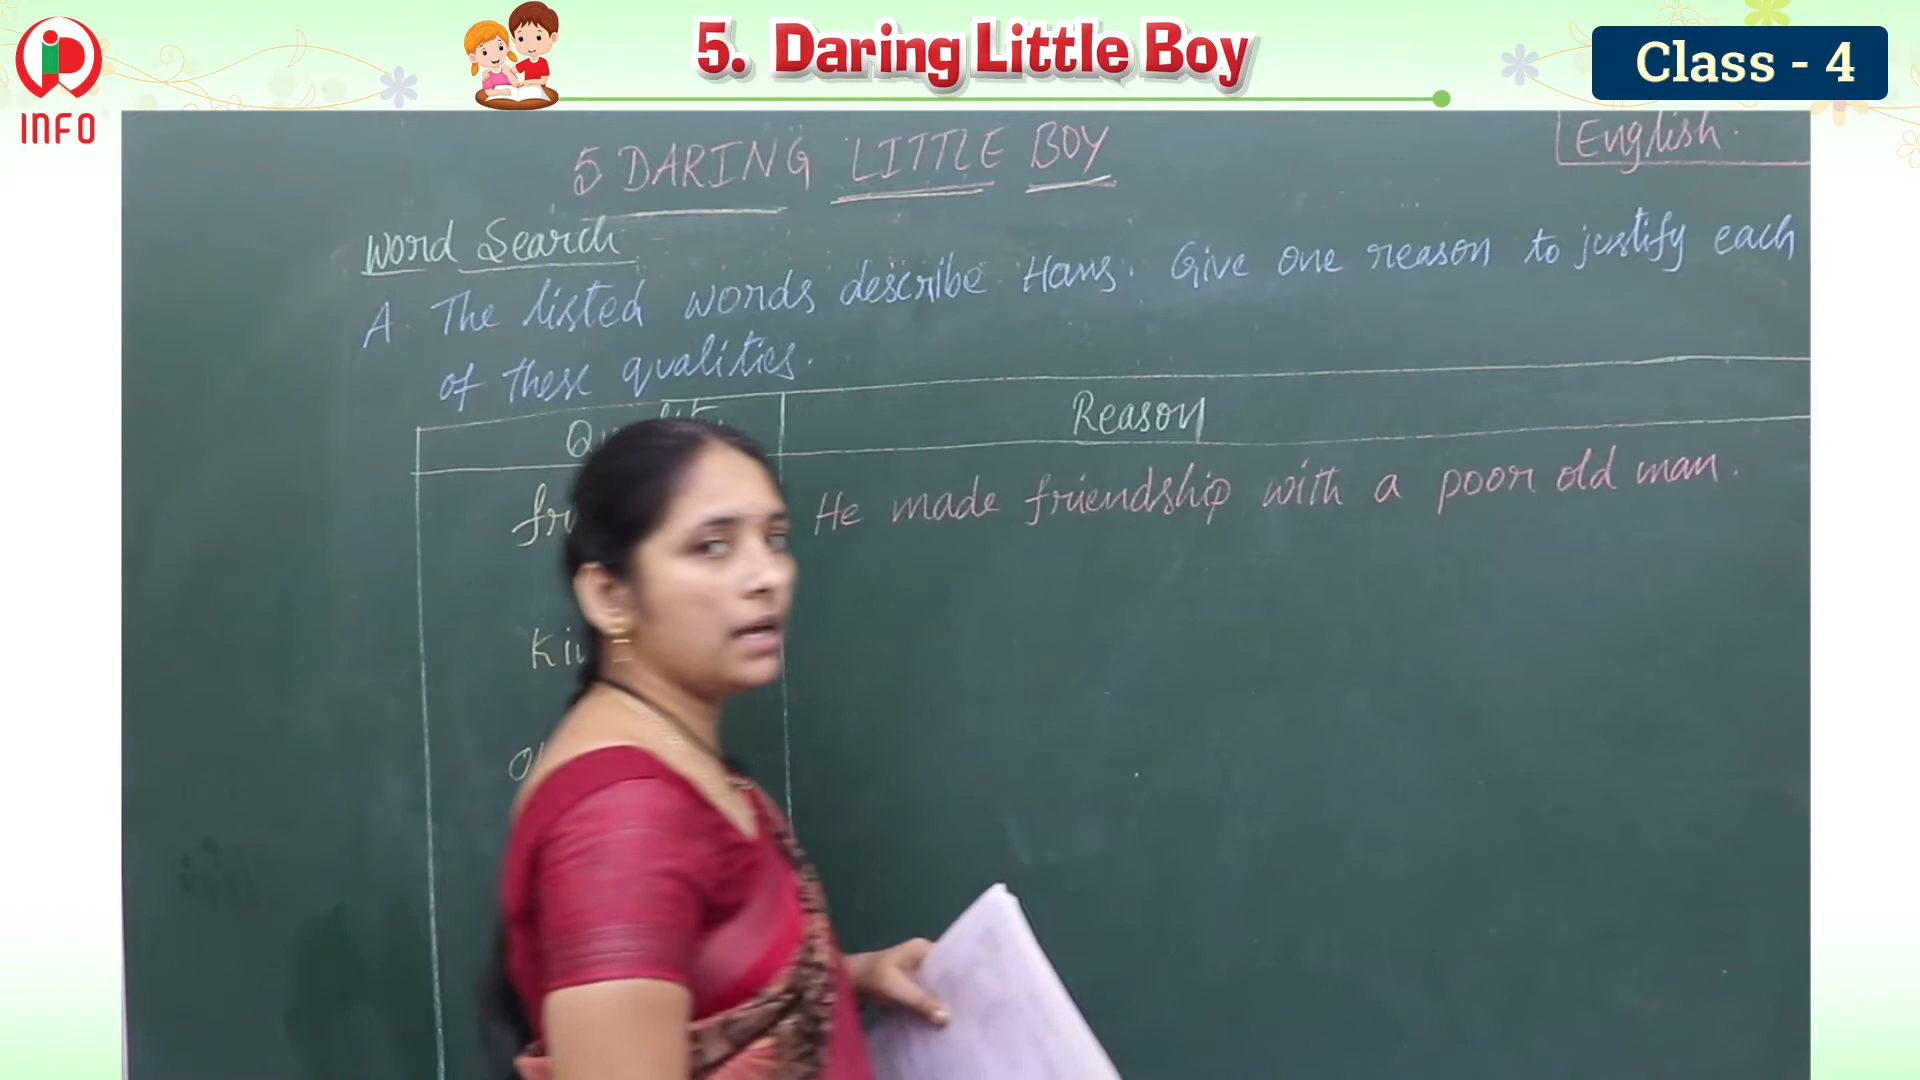 5. Daring Little Boy
Class - 4
INFO
5 DARING LITTLE BOY
English.
Word Search
A. The listed words describe Hans. Give one reason to justify each
of these qualities.
Reason
He made friendship with a poor old man.